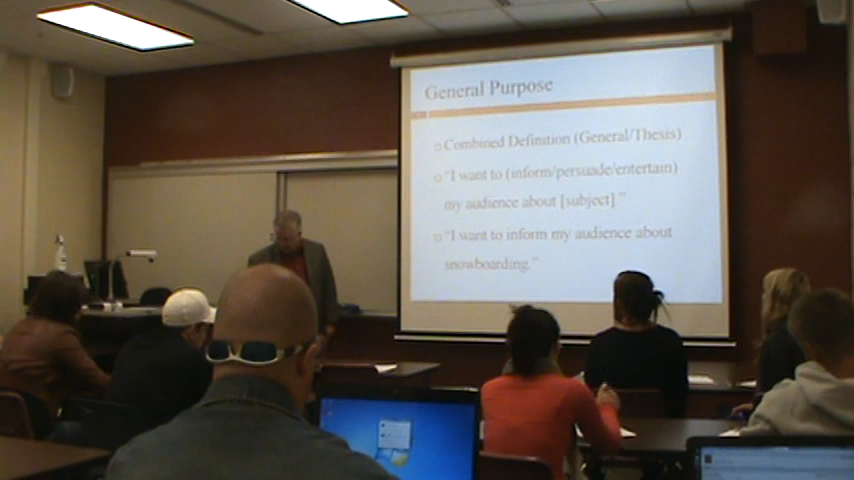 General Purpose
Combined Definition (General/Thesis)
"I want to (inform/persuade/entertain)
my audience about [subject]."
"I want to inform my audience about
snowboarding."